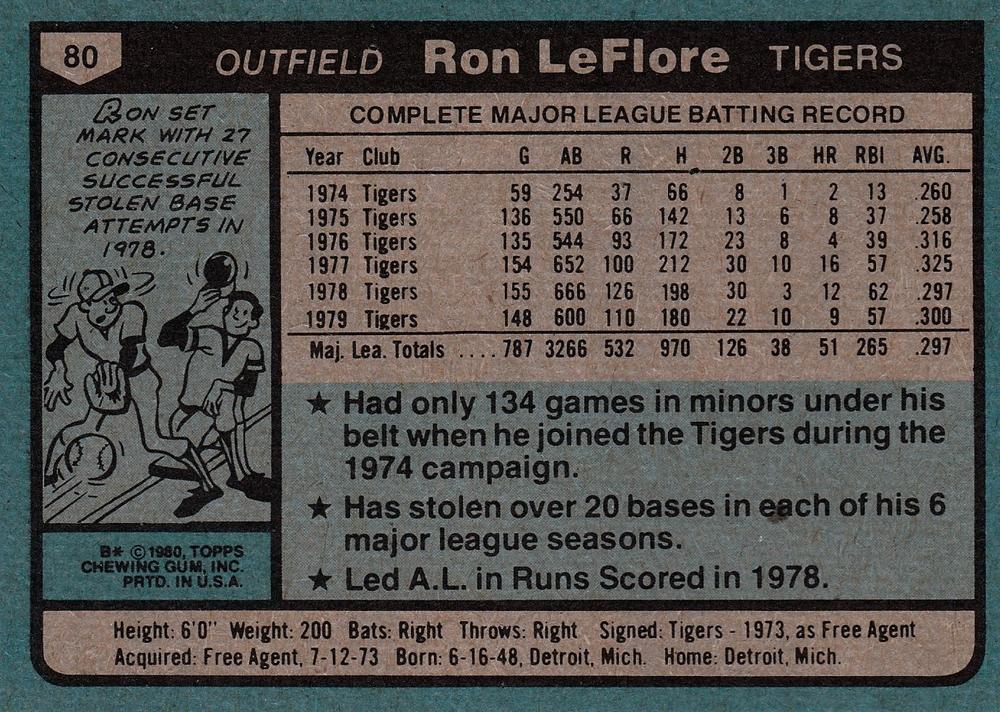 80
OUTFIELD Ron LeFlore TIGERS
RON SET
MARK WITH 27
CONSECUTIVE
SUCCESSFUL
STOLEN BASE
ATTEMPTS IN
1978.
B* © 1980, TOPPS
CHEWING GUM, INC.
PRTD. IN U.S.A.
COMPLETE MAJOR LEAGUE BATTING RECORD
Year Club G AB R H 2B 3B HR RBI AVG.
1974 Tigers 59 254 37 66 8 1 2 13 .260
1975 Tigers 136 550 66 142 13 6 8 37 .258
1976 Tigers 135 544 93 172 23 8 4 39 .316
1977 Tigers 154 652 100 212 30 10 16 57 .325
1978 Tigers 155 666 126 198 30 3 12 62 .297
1979 Tigers 148 600 110 180 22 10 9 57 .300
Maj. Lea. Totals ....787 3266 532 970 126 38 51 265 .297
★ Had only 134 games in minors under his
belt when he joined the Tigers during the
1974 campaign.
★ Has stolen over 20 bases in each of his 6
major league seasons.
★ Led A.L. in Runs Scored in 1978.
Height: 6'0" Weight: 200 Bats: Right Throws: Right Signed: Tigers - 1973, as Free Agent
Acquired: Free Agent, 7-12-73 Born: 6-16-48, Detroit, Mich. Home: Detroit, Mich.